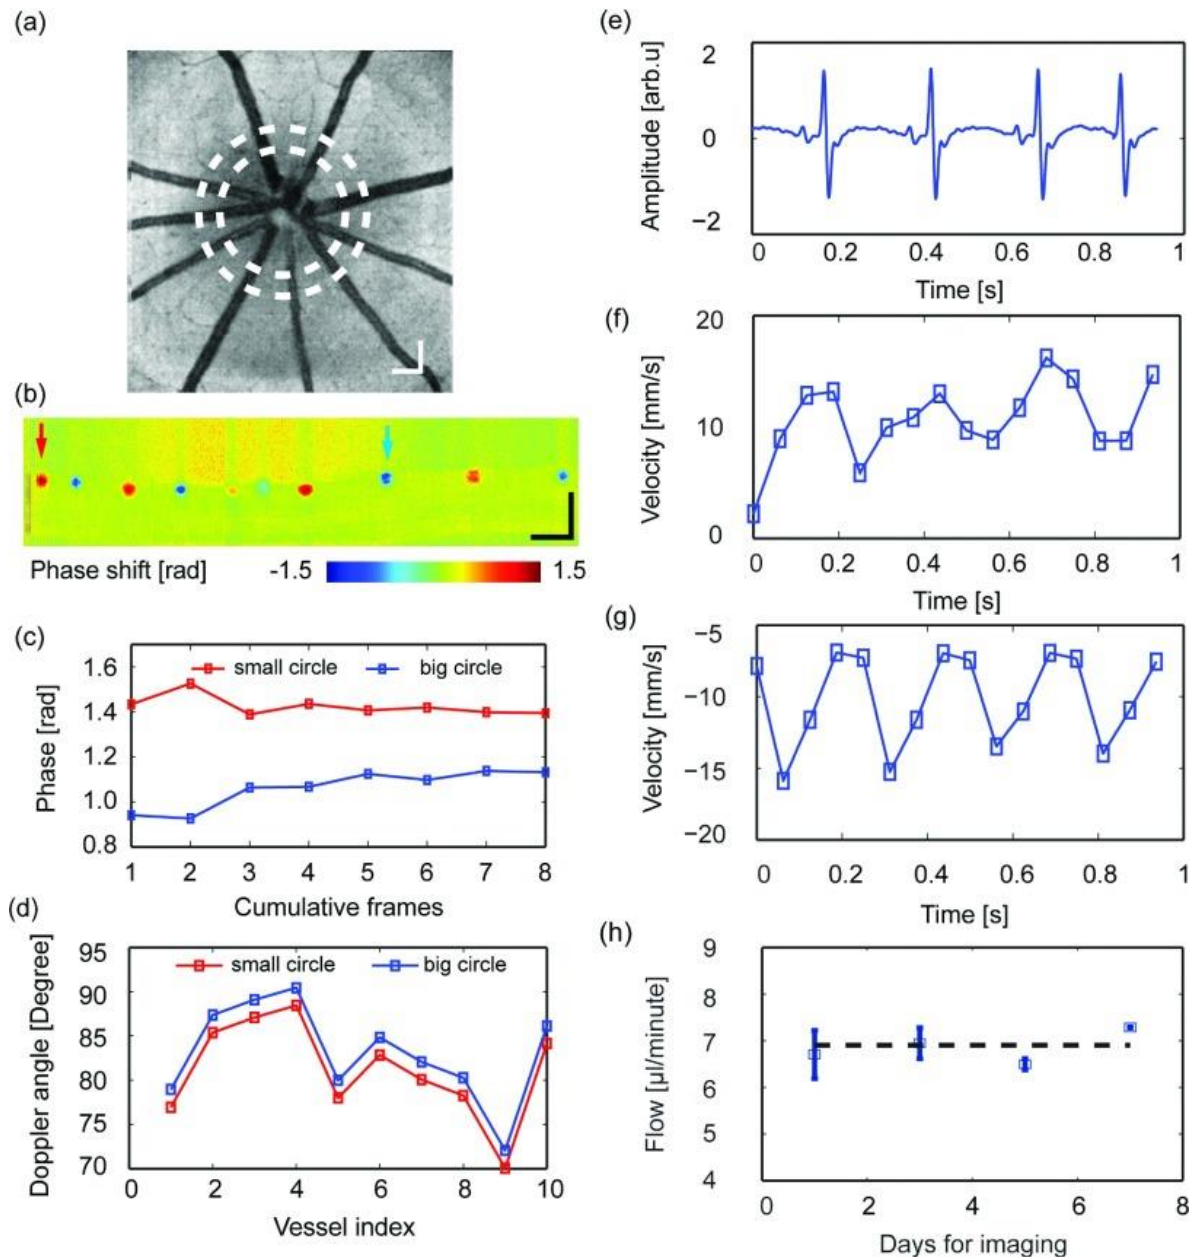 (a)
(b)
Phase shift [rad] -1.5 1.5
(c)
1.6
1.4
1.2
1.0
0.8
Phase [rad]
small circle big circle
1 2 3 4 5 6 7 8
Cumulative frames
(d)
95
90
85
80
75
70
Doppler angle [Degree]
small circle big circle
0 2 4 6 8 10
Vessel index
(e)
2
0
−2
Amplitude [arb.u]
0 0.2 0.4 0.6 0.8 1
Time [s]
(f)
20
10
0
Velocity [mm/s]
0 0.2 0.4 0.6 0.8 1
Time [s]
(g)
−5
−10
−15
−20
Velocity [mm/s]
0 0.2 0.4 0.6 0.8 1
Time [s]
(h)
9
8
7
6
5
4
Flow [µl/minute]
0 2 4 6 8
Days for imaging